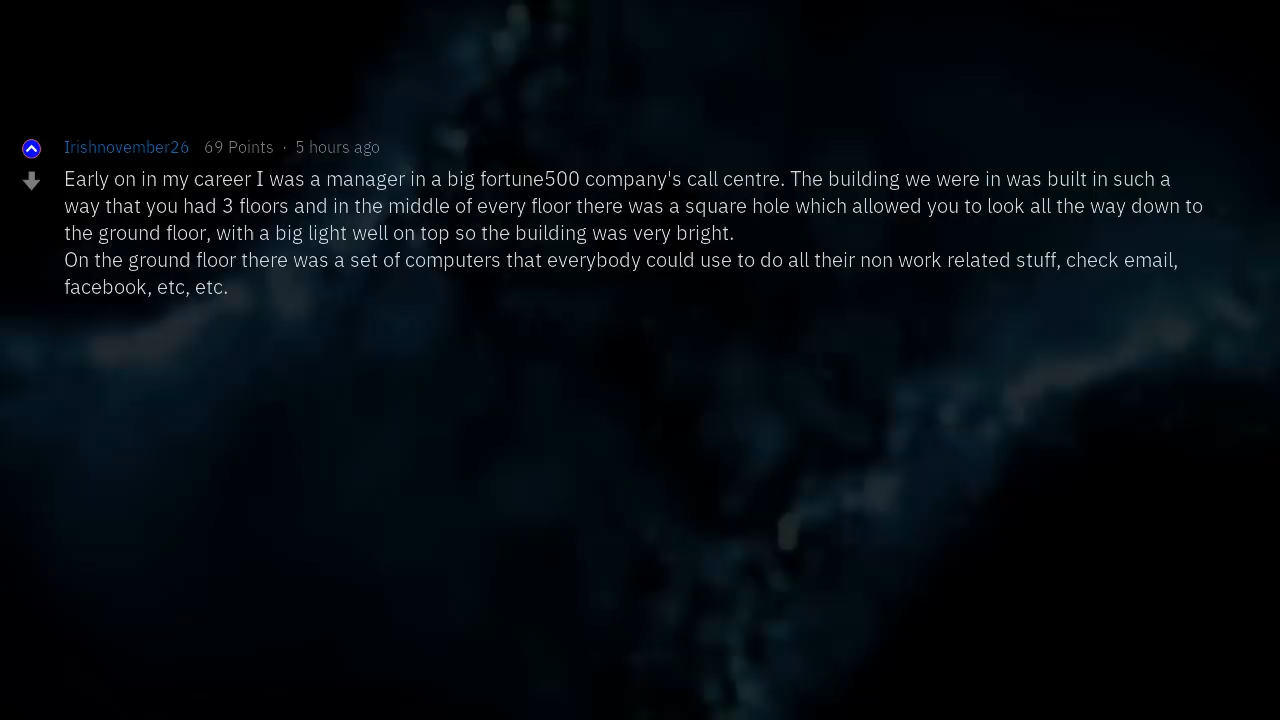 Irishnovember26 69 Points · 5 hours ago
Early on in my career I was a manager in a big fortune500 company's call centre. The building we were in was built in such a
way that you had 3 floors and in the middle of every floor there was a square hole which allowed you to look all the way down to
the ground floor, with a big light well on top so the building was very bright.
On the ground floor there was a set of computers that everybody could use to do all their non work related stuff, check email,
facebook, etc, etc.